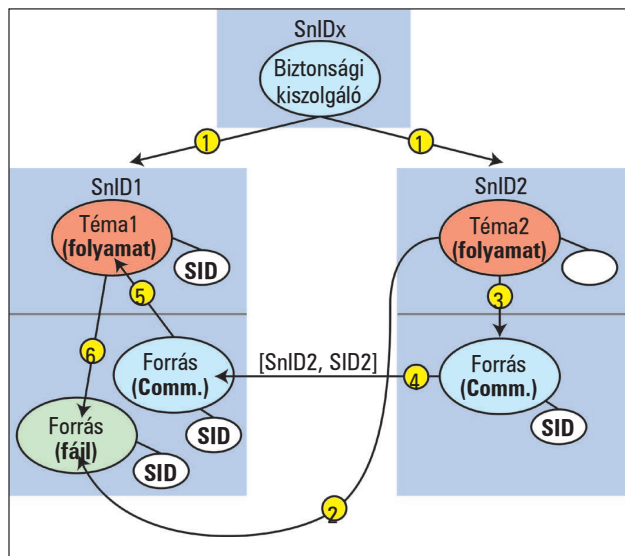 SnIDx
Biztonsági
kiszolgáló
1
1
SnID1
SnID2
Téma1
(folyamat)
SID
Téma2
(folyamat)
5
3
6
Forrás
(Comm.)
SID
[SnID2, SID2]
4
Forrás
(Comm.)
SID
Forrás
(fájl)
SID
2